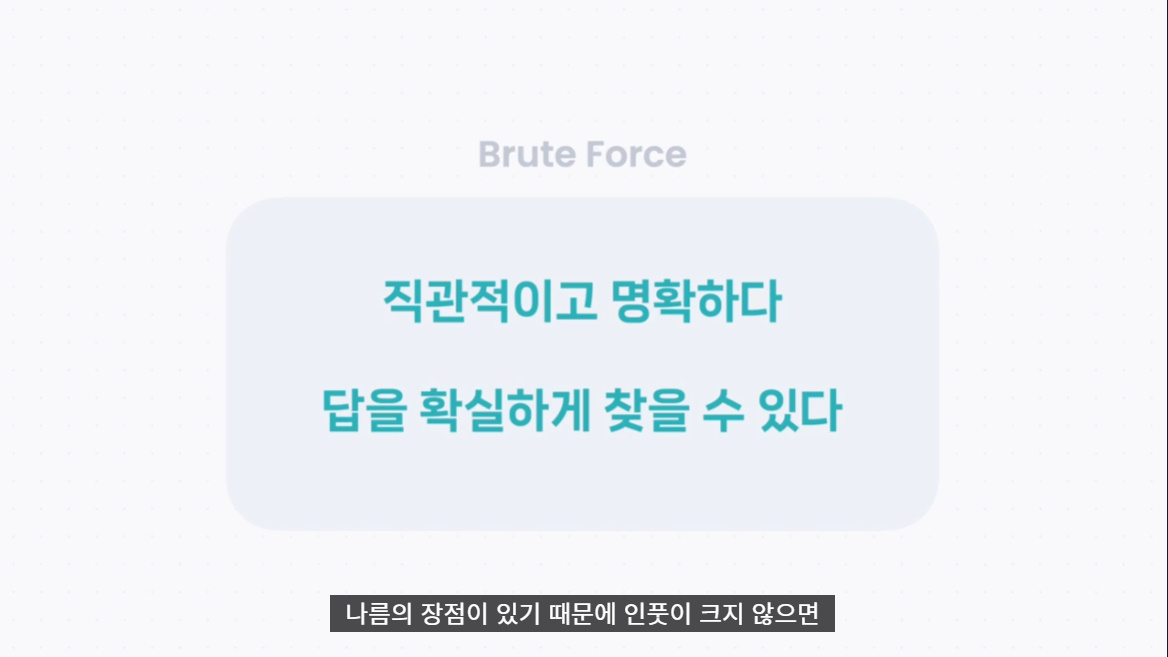 Brute Force
직관적이고 명확하다
답을 확실하게 찾을 수 있다
나름의 장점이 있기 때문에 인풋이 크지 않으면